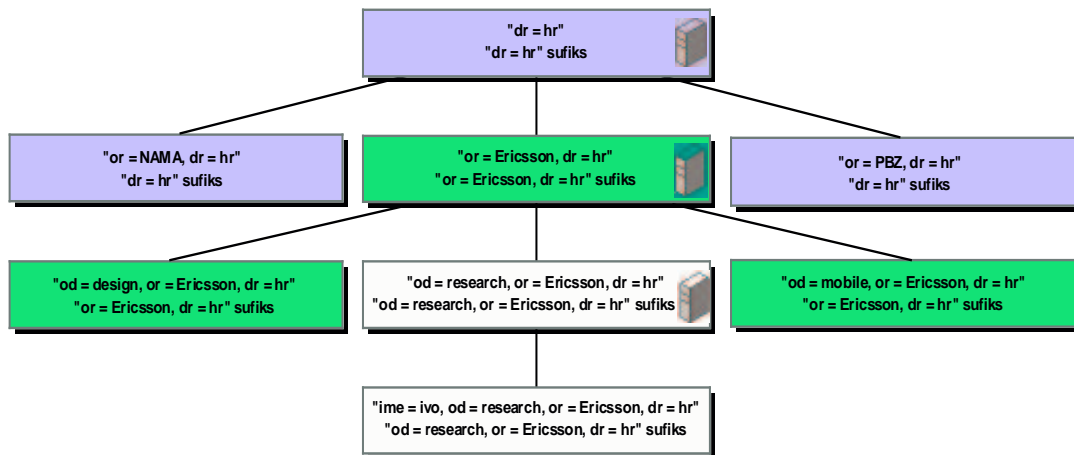 "dr = hr"
"dr = hr" sufiks
"or = NAMA, dr = hr"
"dr = hr" sufiks
"or = Ericsson, dr = hr"
"or = Ericsson, dr = hr" sufiks
"or = PBZ, dr = hr"
"dr = hr" sufiks
"od = design, or = Ericsson, dr = hr"
"or = Ericsson, dr = hr" sufiks
"od = research, or = Ericsson, dr = hr"
"od = research, or = Ericsson, dr = hr" sufiks
"od = mobile, or = Ericsson, dr = hr"
"or = Ericsson, dr = hr" sufiks
"ime = ivo, od = research, or = Ericsson, dr = hr"
"od = research, or = Ericsson, dr = hr" sufiks